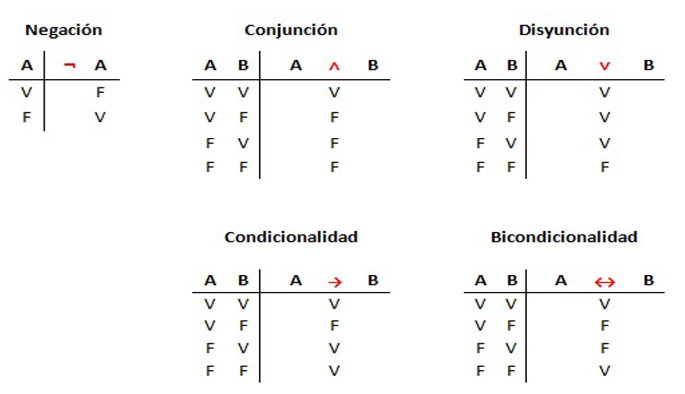 Negación
A ¬ A
V F
F V
Conjunción
A B A ∧ B
V V V
V F F
F V F
F F F
Disyunción
A B A ∨ B
V V V
V F V
F V V
F F F
Condicionalidad
A B A → B
V V V
V F F
F V V
F F V
Bicondicionalidad
A B A ↔ B
V V V
V F F
F V F
F F V